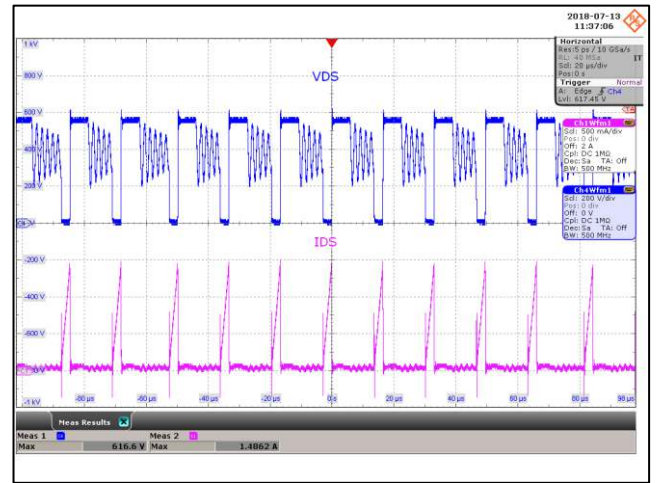 2018-07-13
11:37:06
Horizontal
Res:5 ps / 10 GSa/s
RL: 40 MSa IT
Scl: 20 µs/div
Pos:0 s
Trigger Normal
A: Edge Ch4
Lvl: 617.45 V
TA
1 kV
800 V
VDS
600 V
400 V
200 V
Ch3Wfm1
Scl: 500 mA/div
Pos: 0 div
Off: 2 A
Cpl: DC 1MΩ
Dec:Sa TA: Off
BW: 500 MHz
Ch4Wfm1
Scl: 200 V/div
Pos: 0 div
Off: 0 V
Cpl: DC 1MΩ
Dec:Sa TA: Off
BW: 500 MHz
IDS
-200 V
-400 V
-600 V
-1 kV
-80 µs
-60 µs
-40 µs
-20 µs
0 s
20 µs
40 µs
60 µs
80 µs
98 µs
Meas Results
Meas 1 Meas 2
Max 616.6 V Max 1.4862 A